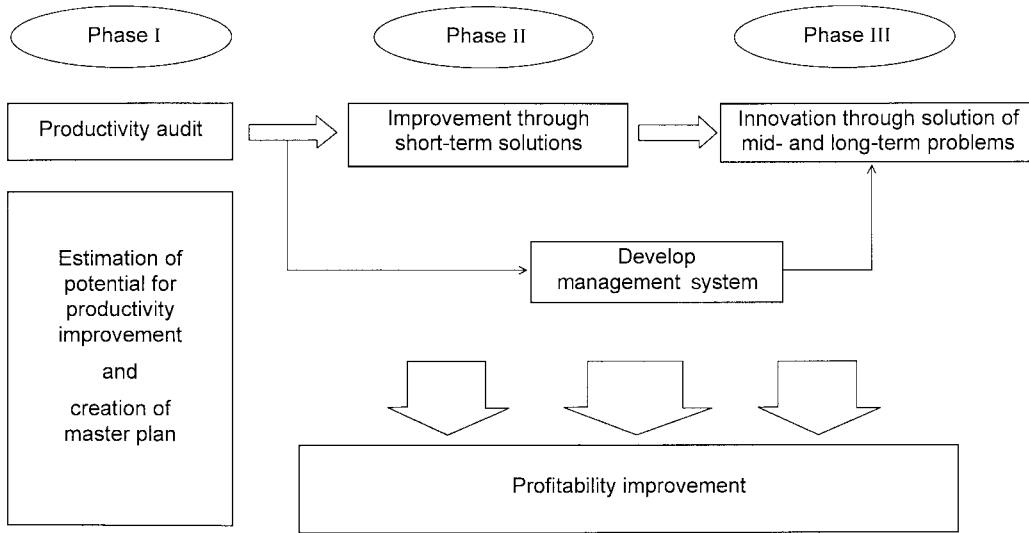 Phase I
Phase II
Phase III
Productivity audit
Improvement through
short-term solutions
Innovation through solution of
mid- and long-term problems
Estimation of
potential for
productivity
improvement
and
creation of
master plan
Develop
management system
Profitability improvement